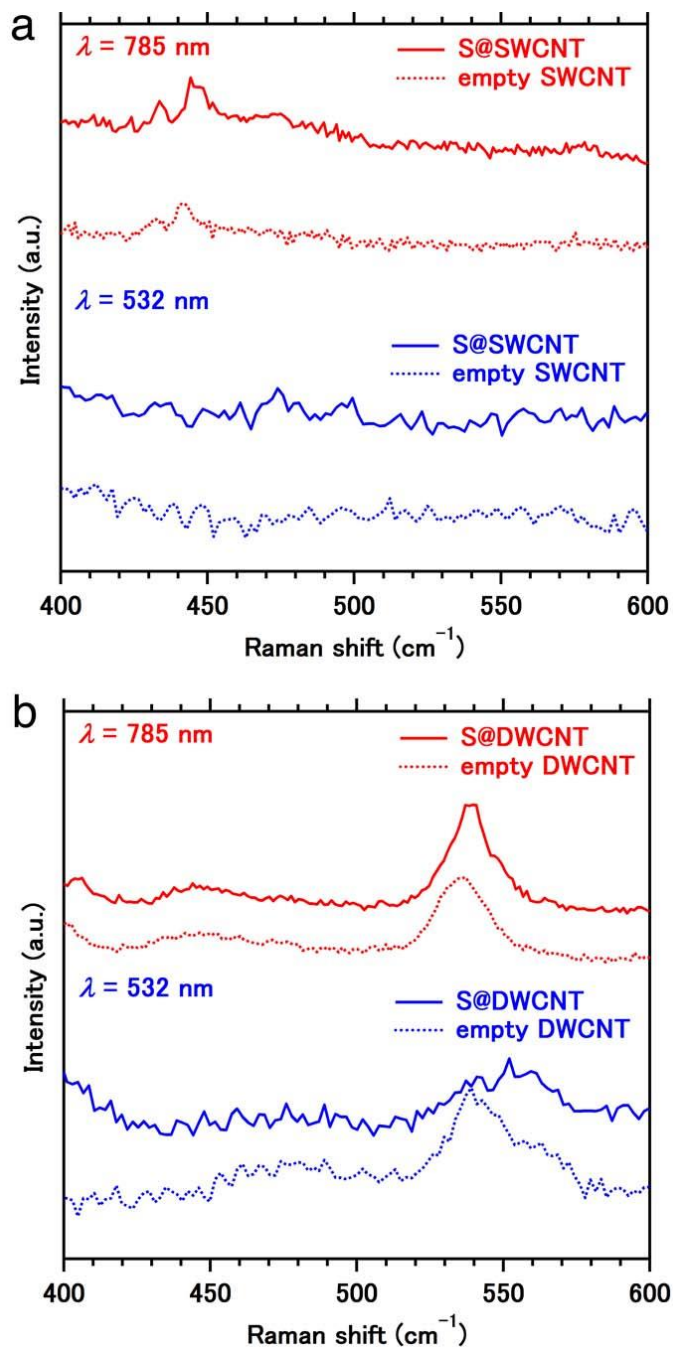 a
λ = 785 nm
S@SWCNT
empty SWCNT
λ = 532 nm
S@SWCNT
empty SWCNT
Intensity (a.u.)
400 450 500 550 600
Raman shift (cm⁻¹)
b
λ = 785 nm
S@DWCNT
empty DWCNT
λ = 532 nm
S@DWCNT
empty DWCNT
Intensity (a.u.)
400 450 500 550 600
Raman shift (cm⁻¹)